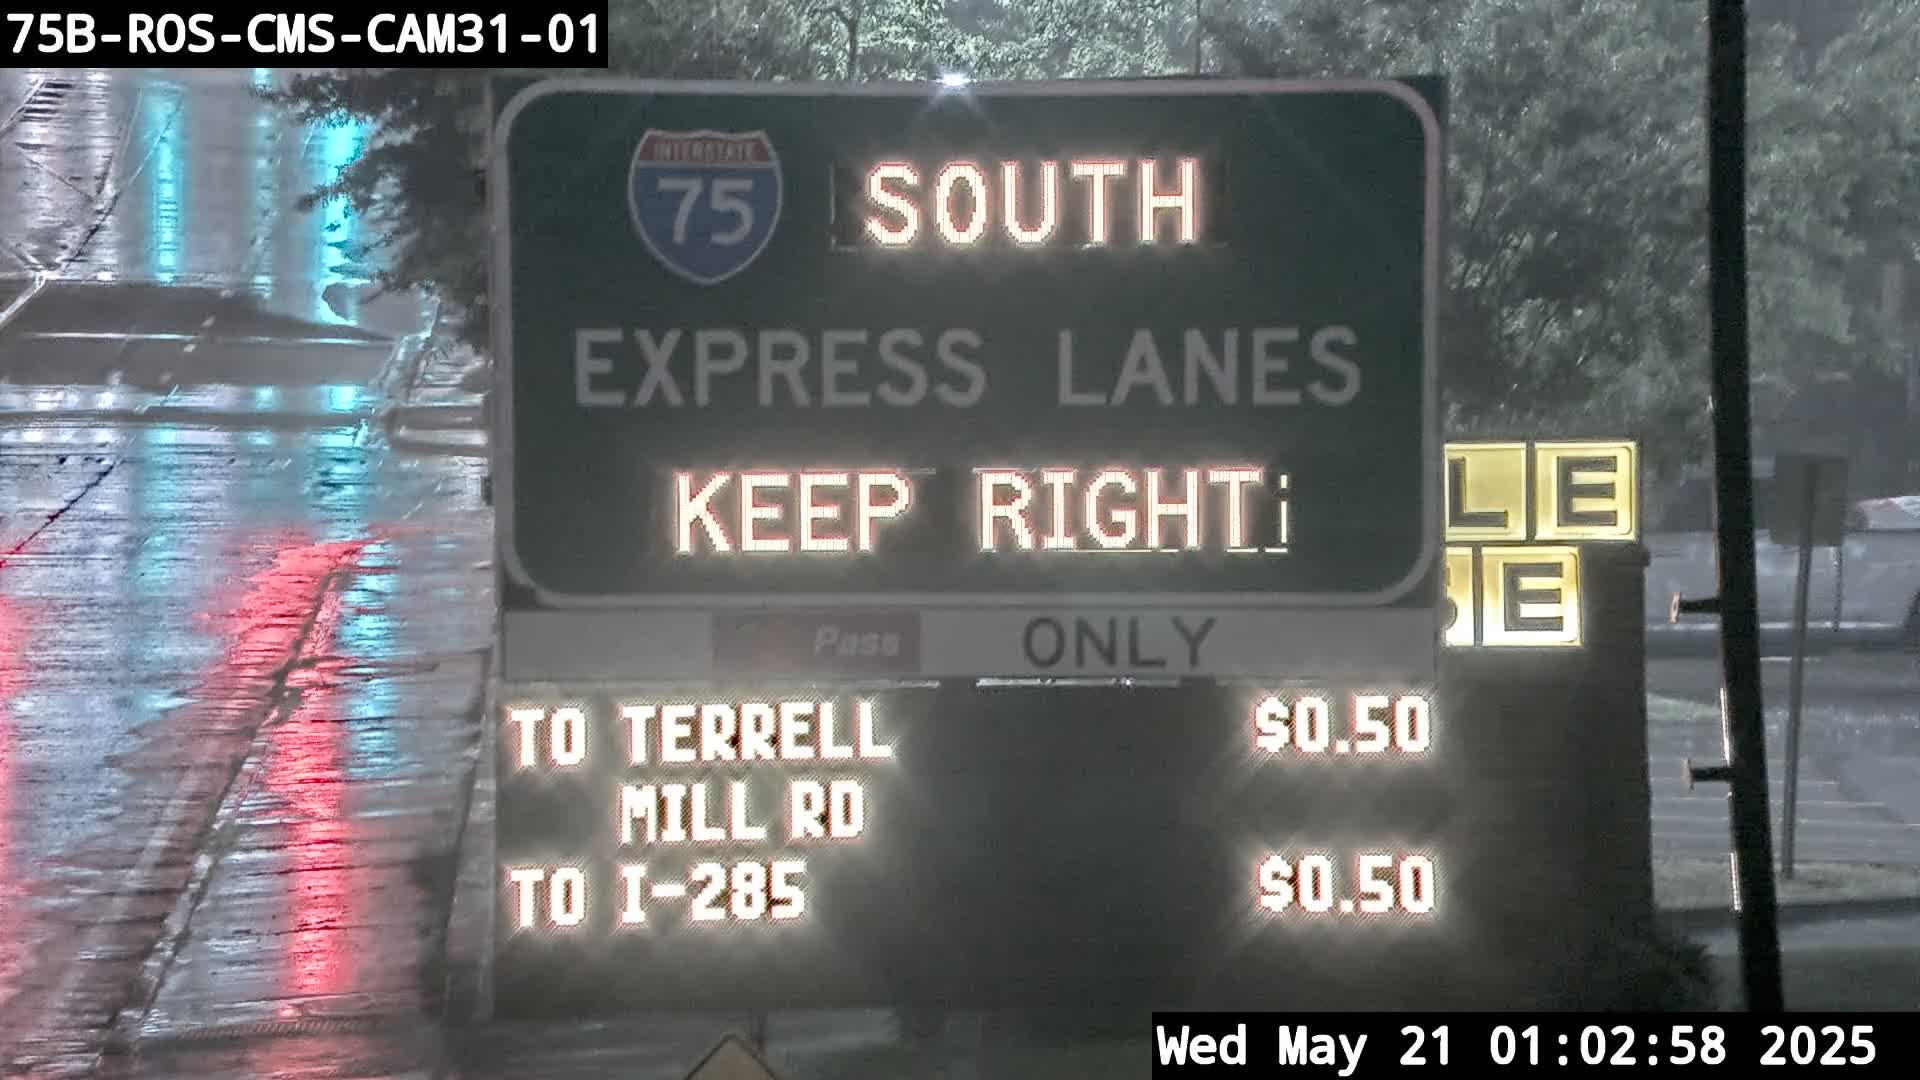 75B-ROS-CMS-CAM31-01
INTERSTATE
75
SOUTH
EXPRESS LANES
KEEP RIGHT
Pass ONLY
TO TERRELL $0.50
MILL RD
TO I-285 $0.50
LE
E
Wed May 21 01:02:58 2025